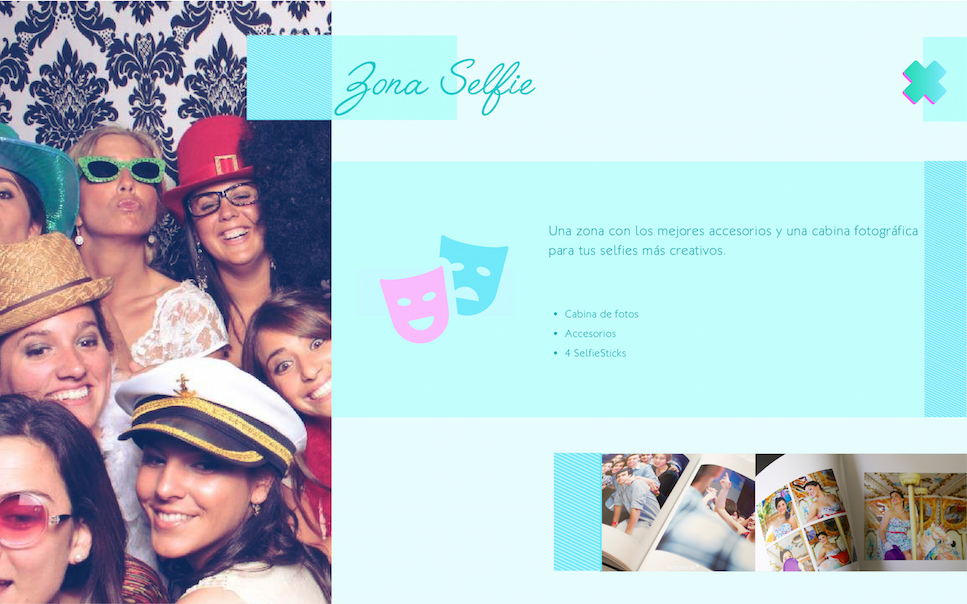 Zona Selfie
Una zona con los mejores accesorios y una cabina fotográfica
para tus selfies más creativos.
• Cabina de fotos
• Accesorios
• 4 SelfieSticks